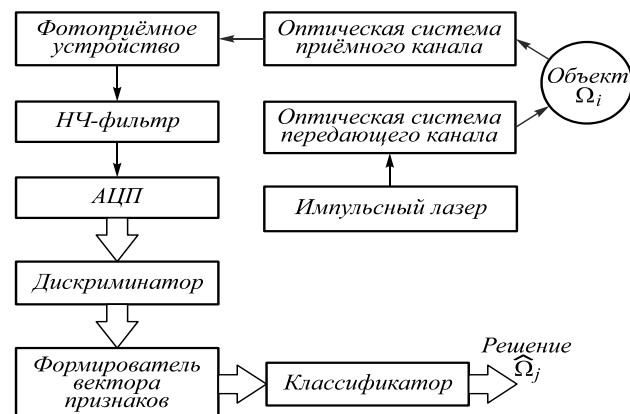 Фотоприёмное
устройство
Оптическая система
приёмного канала
Объект
Ωi
НЧ-фильтр
Оптическая система
передающего канала
АЦП
Импульсный лазер
Дискриминатор
Формирователь
вектора
признаков
Классификатор
Решение
Ω̂j